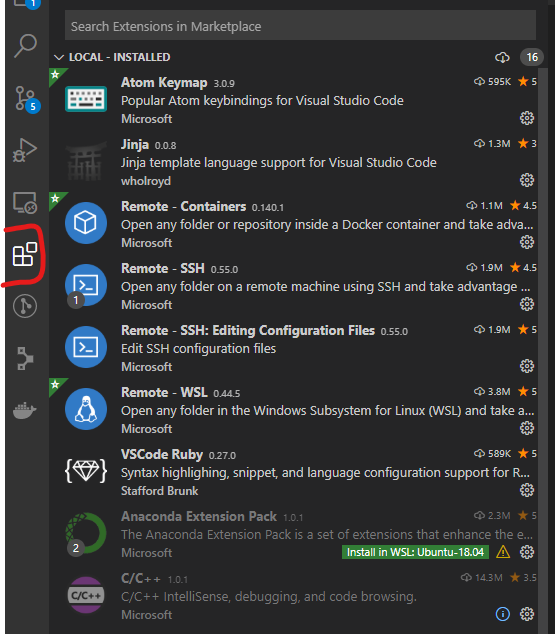 1
Search Extensions in Marketplace
LOCAL - INSTALLED 16
Atom Keymap 3.0.9 595K 5
Popular Atom keybindings for Visual Studio Code
Microsoft
5
Jinja 0.0.8 1.3M 3
Jinja template language support for Visual Studio Code
wholroyd
Remote - Containers 0.140.1 1.1M 4.5
Open any folder or repository inside a Docker container and take adva...
Microsoft
Remote - SSH 0.55.0 1.9M 4.5
Open any folder on a remote machine using SSH and take advantage ...
1
Microsoft
Remote - SSH: Editing Configuration Files 0.55.0 1.9M 5
Edit SSH configuration files
Microsoft
Remote - WSL 0.44.5 3.8M 5
Open any folder in the Windows Subsystem for Linux (WSL) and take a...
Microsoft
VSCode Ruby 0.27.0 589K 5
Syntax highlighing, snippet, and language configuration support for R...
Stafford Brunk
Anaconda Extension Pack 1.0.1 2.3M 5
The Anaconda Extension Pack is a set of extensions that enhance the e...
2
Microsoft Install in WSL: Ubuntu-18.04
C/C++ 1.0.1 14.3M 3.5
C/C++ C/C++ IntelliSense, debugging, and code browsing.
Microsoft